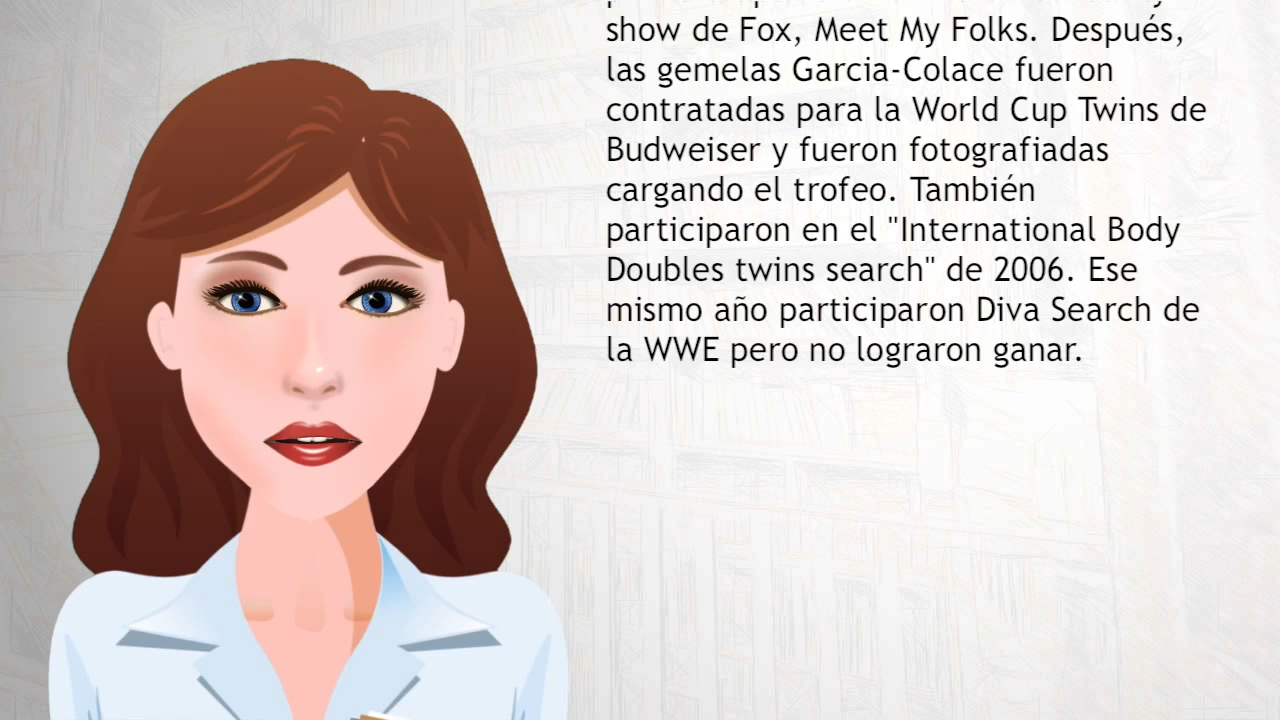 show de Fox, Meet My Folks. Después,
las gemelas Garcia-Colace fueron
contratadas para la World Cup Twins de
Budweiser y fueron fotografiadas
cargando el trofeo. También
participaron en el "International Body
Doubles twins search" de 2006. Ese
mismo año participaron Diva Search de
la WWE pero no lograron ganar.